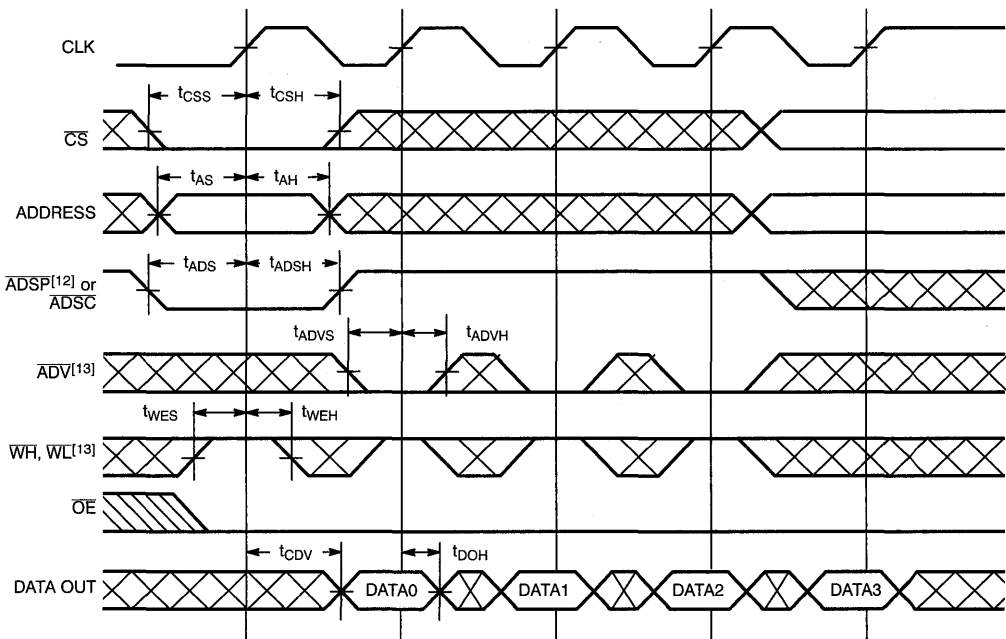 CLK
tCSS tCSH
CS
tAS tAH
ADDRESS
tADS tADSH
ADSP[12] or
ADSC
tADVS tADVH
ADV[13]
tWES tWEH
WH, WL[13]
OE
tCDV tDOH
DATA OUT DATA0 DATA1 DATA2 DATA3